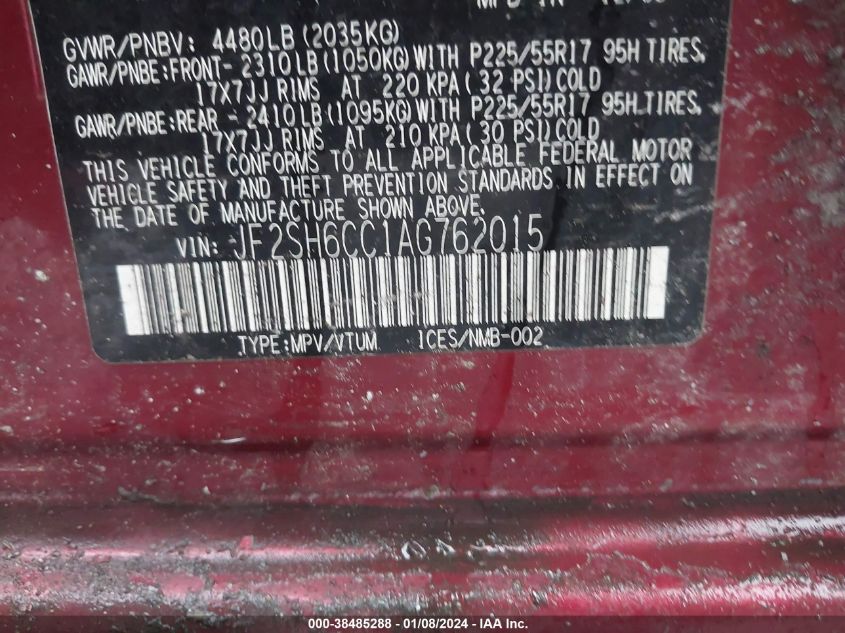 GVWR/PNBV: 4480LB (2035KG)
GAWR/PNBE:FRONT- 2310LB(1050KG)WITH P225/55R17 95H TIRES,
17X7JJ RIMS AT 220 KPA( 32 PSI)COLD
GAWR/PNBE:REAR - 2410LB(1095KG)WITH P225/55R17 95H TIRES,
17X7JJ RIMS AT 210 KPA( 30 PSI)COLD
THIS VEHICLE CONFORMS TO ALL APPLICABLE FEDERAL MOTOR
VEHICLE SAFETY AND THEFT PREVENTION STANDARDS IN EFFECT ON
THE DATE OF MANUFACTURE SHOWN ABOVE.
VIN: JF2SH6CC1AG762015
TYPE:MPV/VTUM ICES/NMB-002
000-38485288 - 01/08/2024 - IAAI Inc.